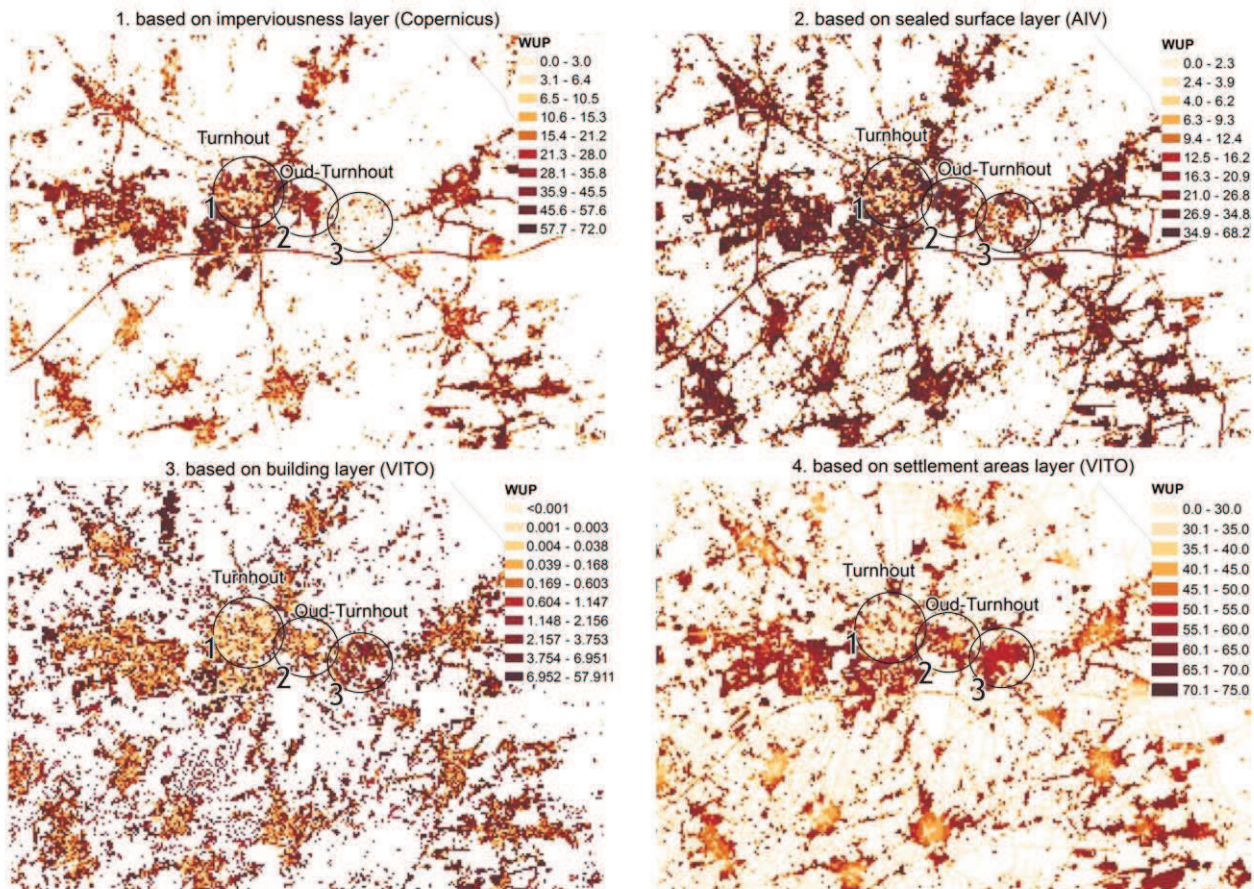 1. based on imperviousness layer (Copernicus)
WUP
0.0 - 3.0
3.1 - 6.4
6.5 - 10.5
10.6 - 15.3
15.4 - 21.2
21.3 - 28.0
28.1 - 35.8
35.9 - 45.5
45.6 - 57.6
57.7 - 72.0
Turnhout
Oud-Turnhout
1
2
3
2. based on sealed surface layer (AIV)
WUP
0.0 - 2.3
2.4 - 3.9
4.0 - 6.2
6.3 - 9.3
9.4 - 12.4
12.5 - 16.2
16.3 - 20.9
21.0 - 26.8
26.9 - 34.8
34.9 - 68.2
Turnhout
Oud-Turnhout
1
2
3
3. based on building layer (VITO)
WUP
<0.001
0.001 - 0.003
0.004 - 0.038
0.039 - 0.168
0.169 - 0.603
0.604 - 1.147
1.148 - 2.156
2.157 - 3.753
3.754 - 6.951
6.952 - 57.911
Turnhout
Oud-Turnhout
1
2
3
4. based on settlement areas layer (VITO)
WUP
0.0 - 30.0
30.1 - 35.0
35.1 - 40.0
40.1 - 45.0
45.1 - 50.0
50.1 - 55.0
55.1 - 60.0
60.1 - 65.0
65.1 - 70.0
70.1 - 75.0
Turnhout
Oud-Turnhout
1
2
3